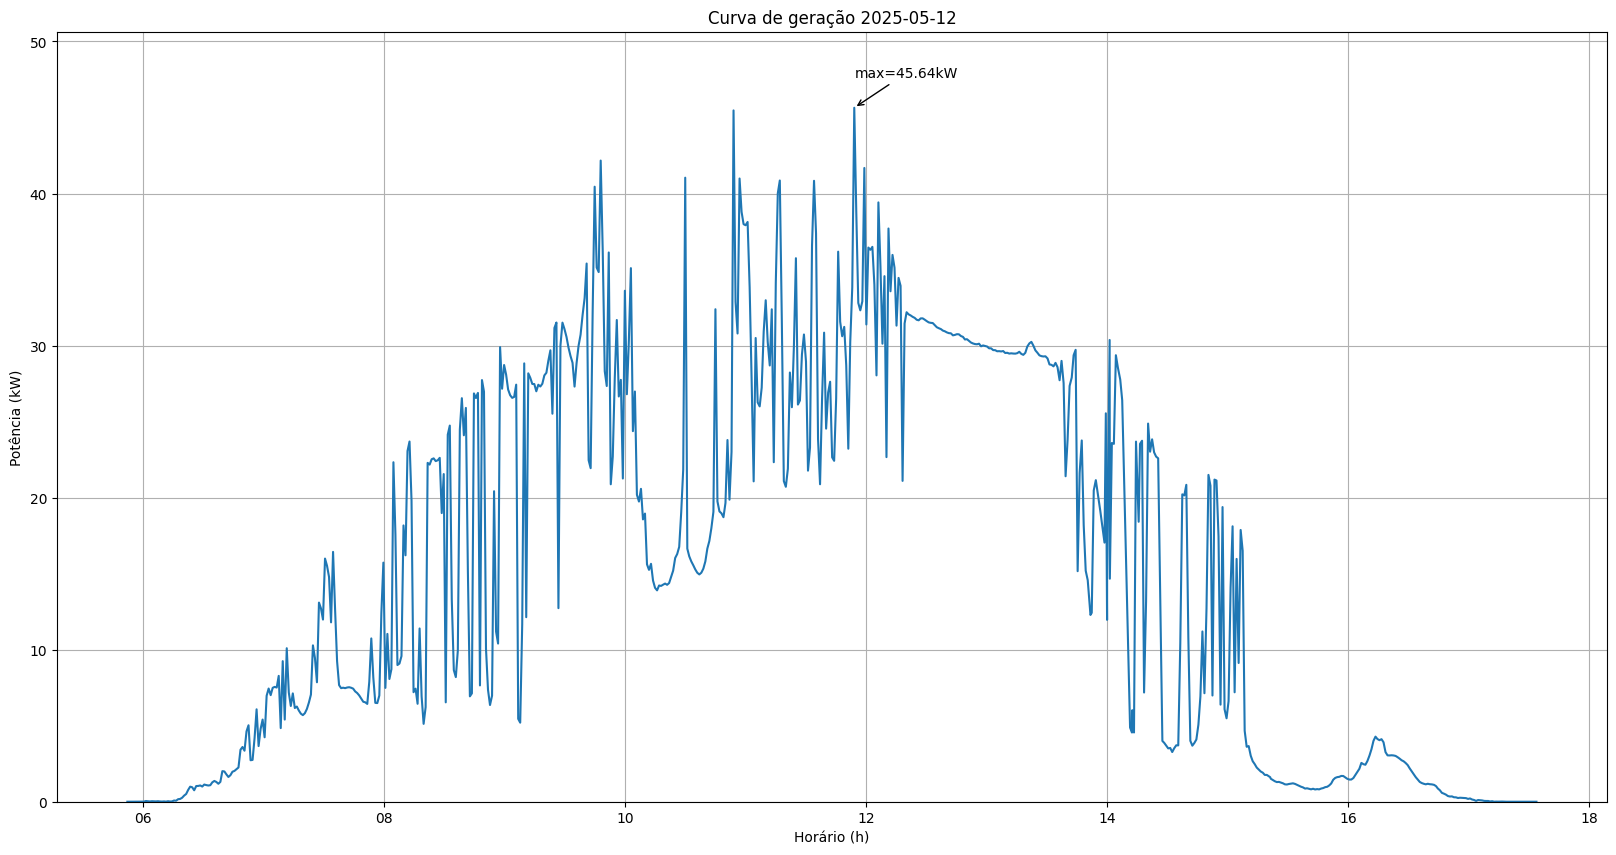 Curva de geração 2025-05-12
50
max=45.64kW
40
30
Potência (kW)
20
10
0
06 08 10 12 14 16 18
Horário (h)